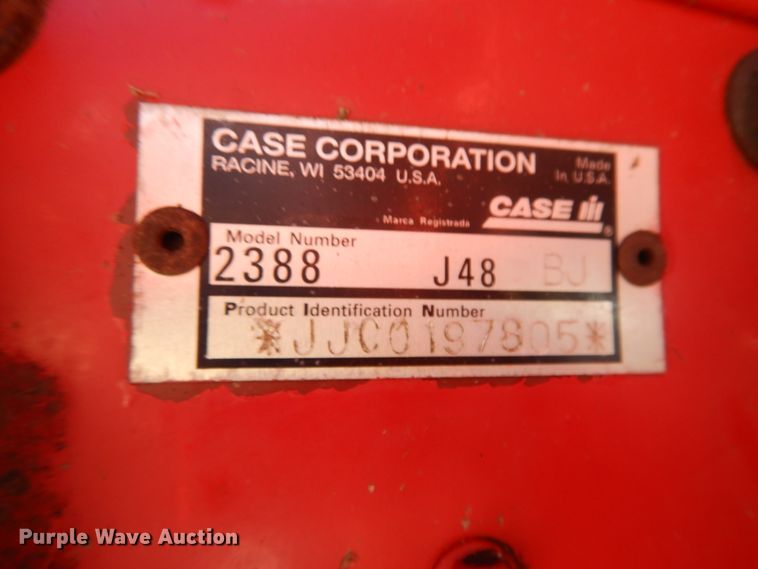 CASE CORPORATION
RACINE, WI 53404 U.S.A.
Made
In U.S.A.
Marca Registrada
CASE IH ®
Model Number
2388 J48 BJ
Product Identification Number
*JJC0197805*
Purple Wave Auction